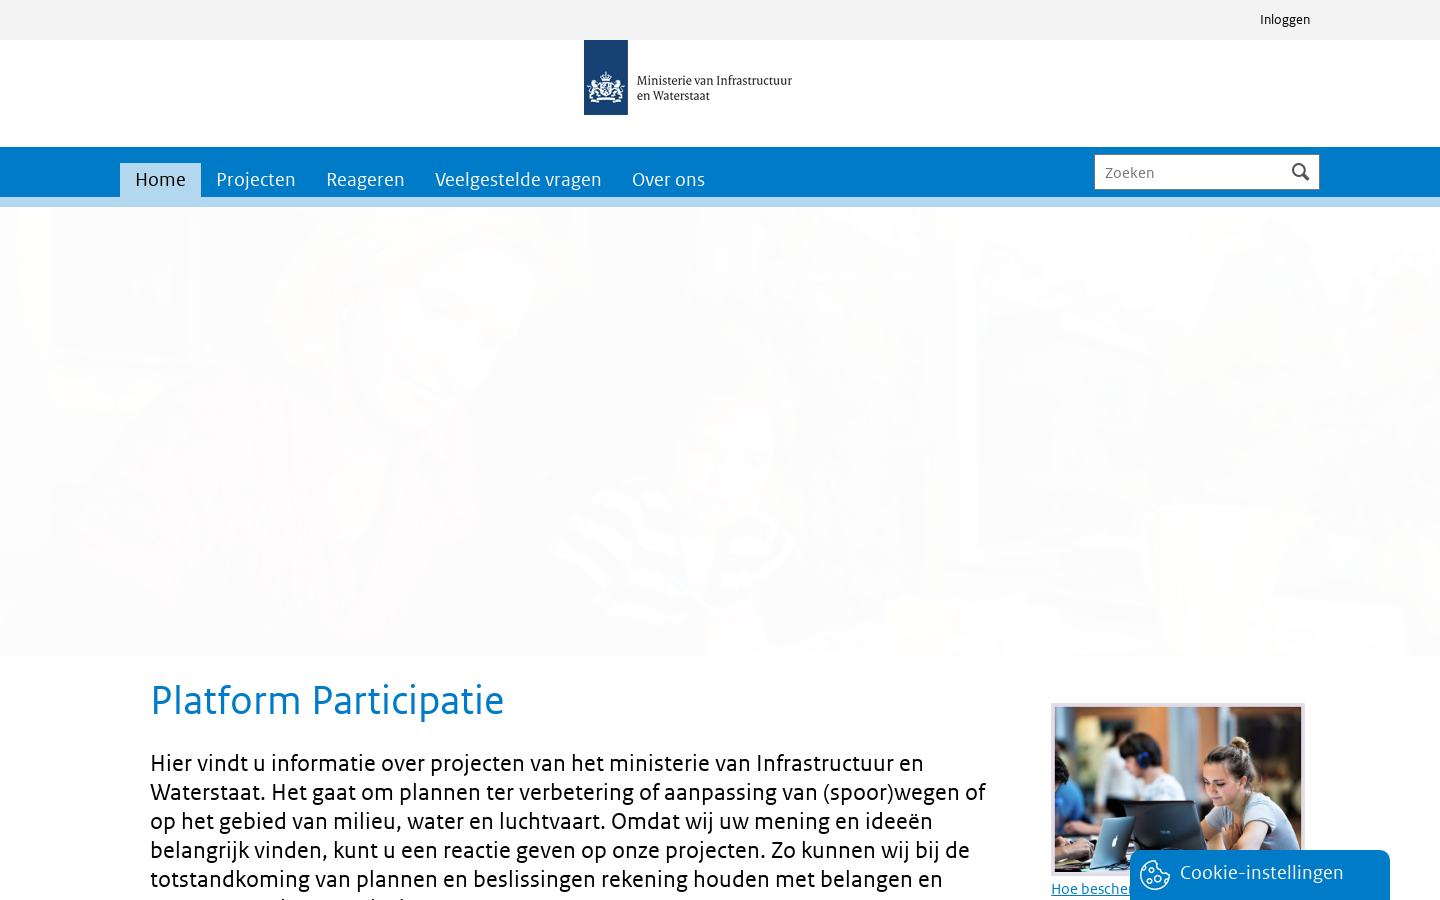 Inloggen
Ministerie van Infrastructuur
en Waterstaat
Home
Projecten
Reageren
Veelgestelde vragen
Over ons
Zoeken
Platform Participatie
Hier vindt u informatie over projecten van het ministerie van Infrastructuur en
Waterstaat. Het gaat om plannen ter verbetering of aanpassing van (spoor)wegen of
op het gebied van milieu, water en luchtvaart. Omdat wij uw mening en ideeën
belangrijk vinden, kunt u een reactie geven op onze projecten. Zo kunnen wij bij de
totstandkoming van plannen en beslissingen rekening houden met belangen en
Hoe
Cookie-instellingen